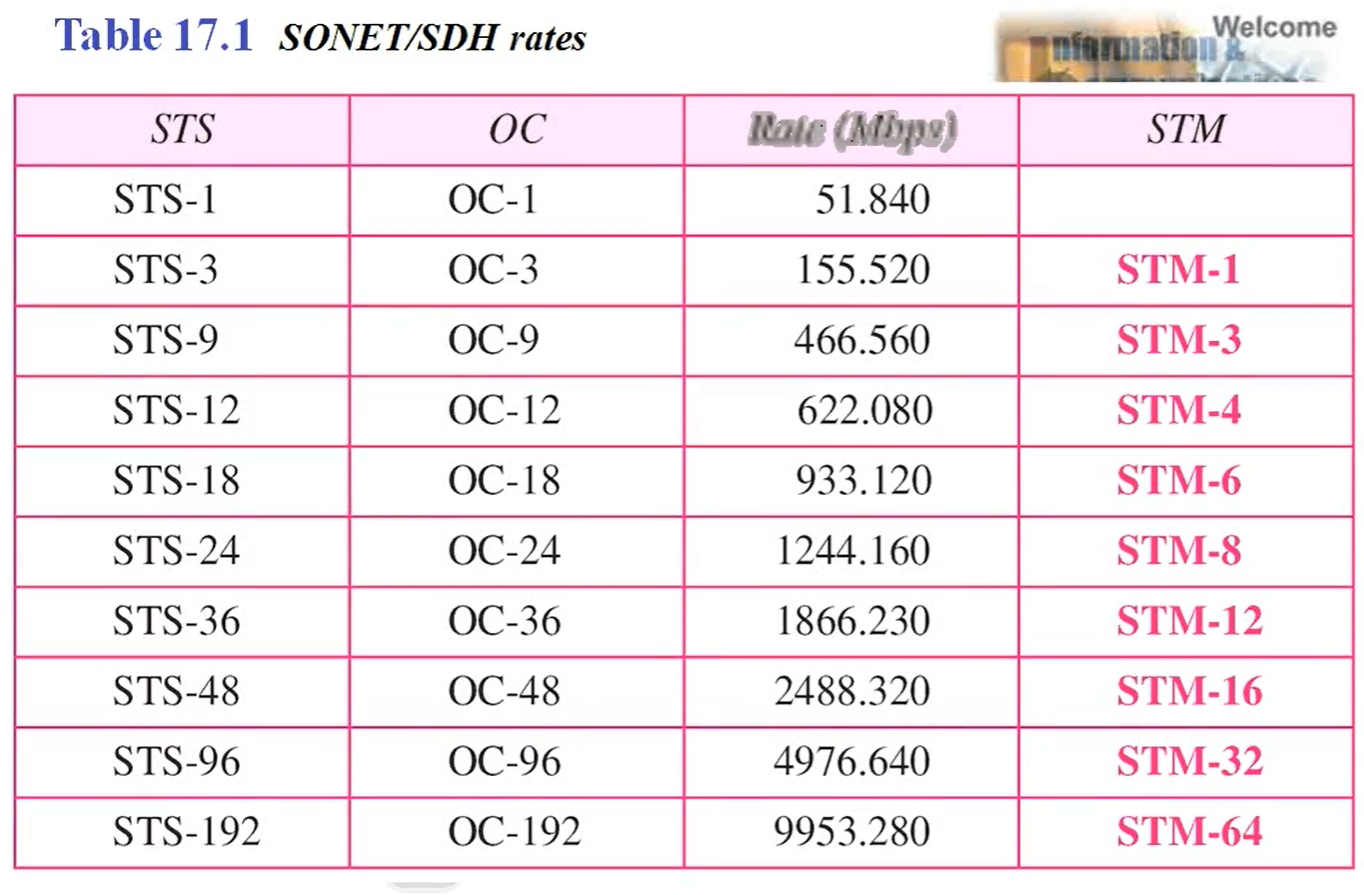 Table 17.1 SONET/SDH rates
Welcome
nformation &
STS OC Rate (Mbps) STM
STS-1 OC-1 51.840
STS-3 OC-3 155.520 STM-1
STS-9 OC-9 466.560 STM-3
STS-12 OC-12 622.080 STM-4
STS-18 OC-18 933.120 STM-6
STS-24 OC-24 1244.160 STM-8
STS-36 OC-36 1866.230 STM-12
STS-48 OC-48 2488.320 STM-16
STS-96 OC-96 4976.640 STM-32
STS-192 OC-192 9953.280 STM-64